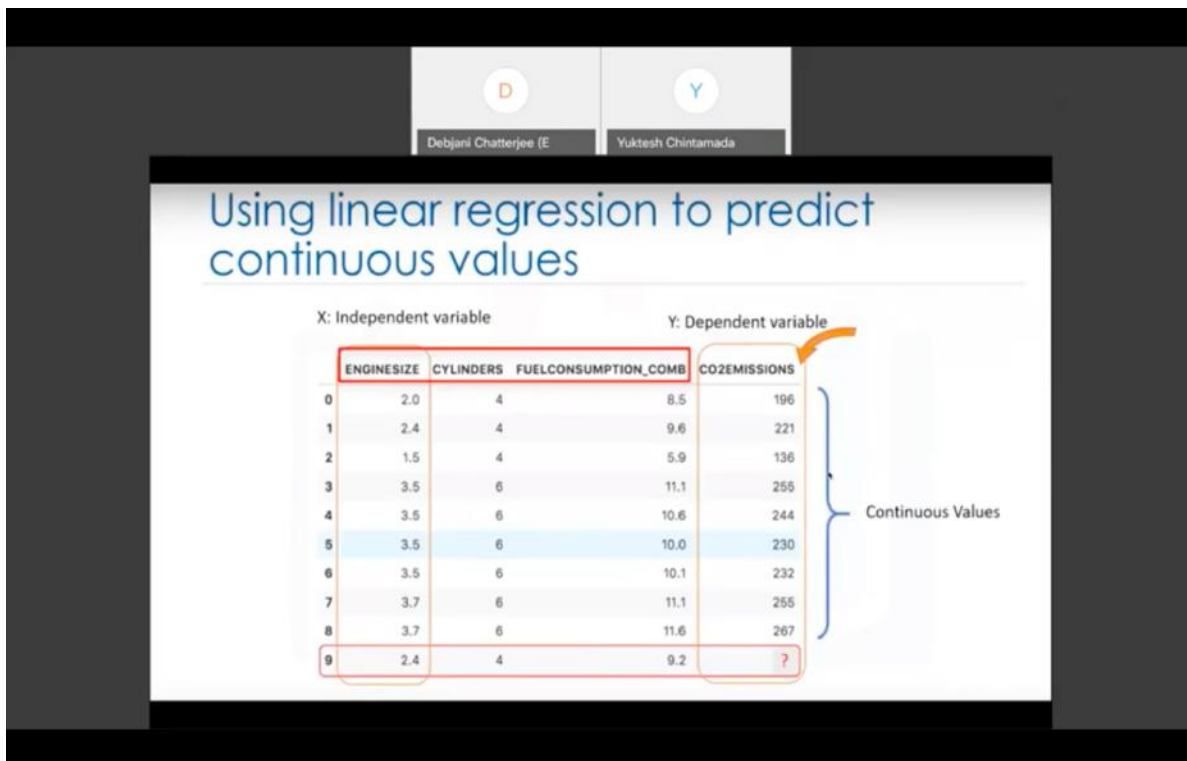 D
Y
Debjani Chatterjee (E
Yuktesh Chintamada
Using linear regression to predict
continuous values
X: Independent variable
Y: Dependent variable
ENGINESIZE CYLINDERS FUELCONSUMPTION_COMB CO2EMISSIONS
0 2.0 4 8.5 196
1 2.4 4 9.6 221
2 1.5 4 5.9 136
3 3.5 6 11.1 255
4 3.5 6 10.6 244
5 3.5 6 10.0 230
6 3.5 6 10.1 232
7 3.7 6 11.1 255
8 3.7 6 11.6 267
9 2.4 4 9.2 ?
Continuous Values